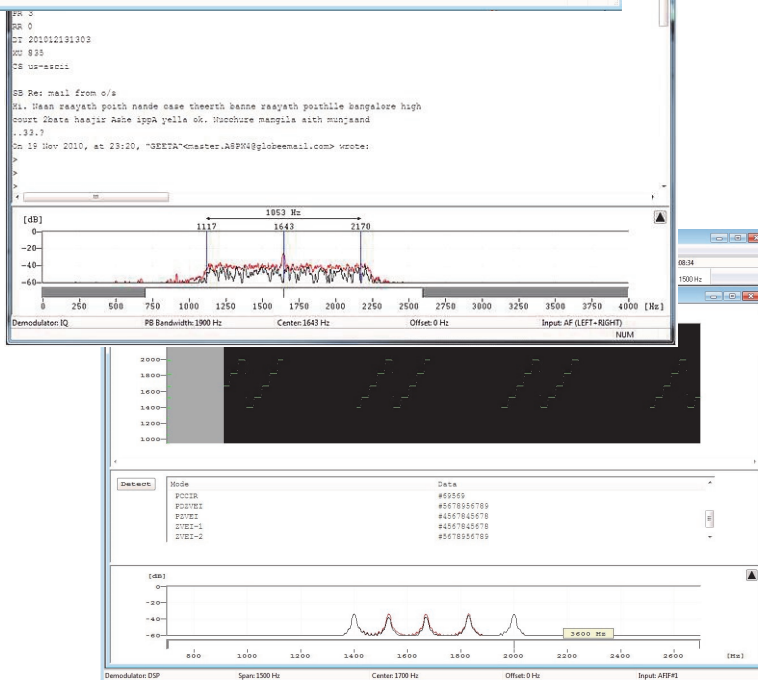 PR 3
RR 0
DT 201012131303
XU 835
CE us-ascii
SB Re: mail from o/s
Hi. Naan raayath poith nande case theerth banne raayath poithlle bangalore high
court 2bata haajir Ashe ippA yella ok. Nucchure mangila aith munjaand
..33.?
On 19 Nov 2010, at 23:20, "GEETA"<master.A8PN4@globeemail.com> wrote:
>
>
>
[dB]
1053 Hz
1117 1643 2170
0
-20
-40
-60
0 250 500 750 1000 1250 1500 1750 2000 2250 2500 2750 3000 3250 3500 3750 4000 [Hz]
Demodulator: IQ PB Bandwidth: 1900 Hz Center: 1643 Hz Offset: 0 Hz Input: AF (LEFT+RIGHT)
NUM
08:34
1500 Hz
2000
1800
1600
1400
1200
1000
Detect Mode Data
PCCIR #69569
PDZVEI #5678956789
PZVEI #4567845678
ZVEI-1 #4567845678
ZVEI-2 #5678956789
[dB]
0
-20
-40
-60
3600 Hz
800 1000 1200 1400 1600 1800 2000 2200 2400 2600 [Hz]
Demodulator: DSP Span: 1500 Hz Center: 1700 Hz Offset: 0 Hz Input: AFIF#1